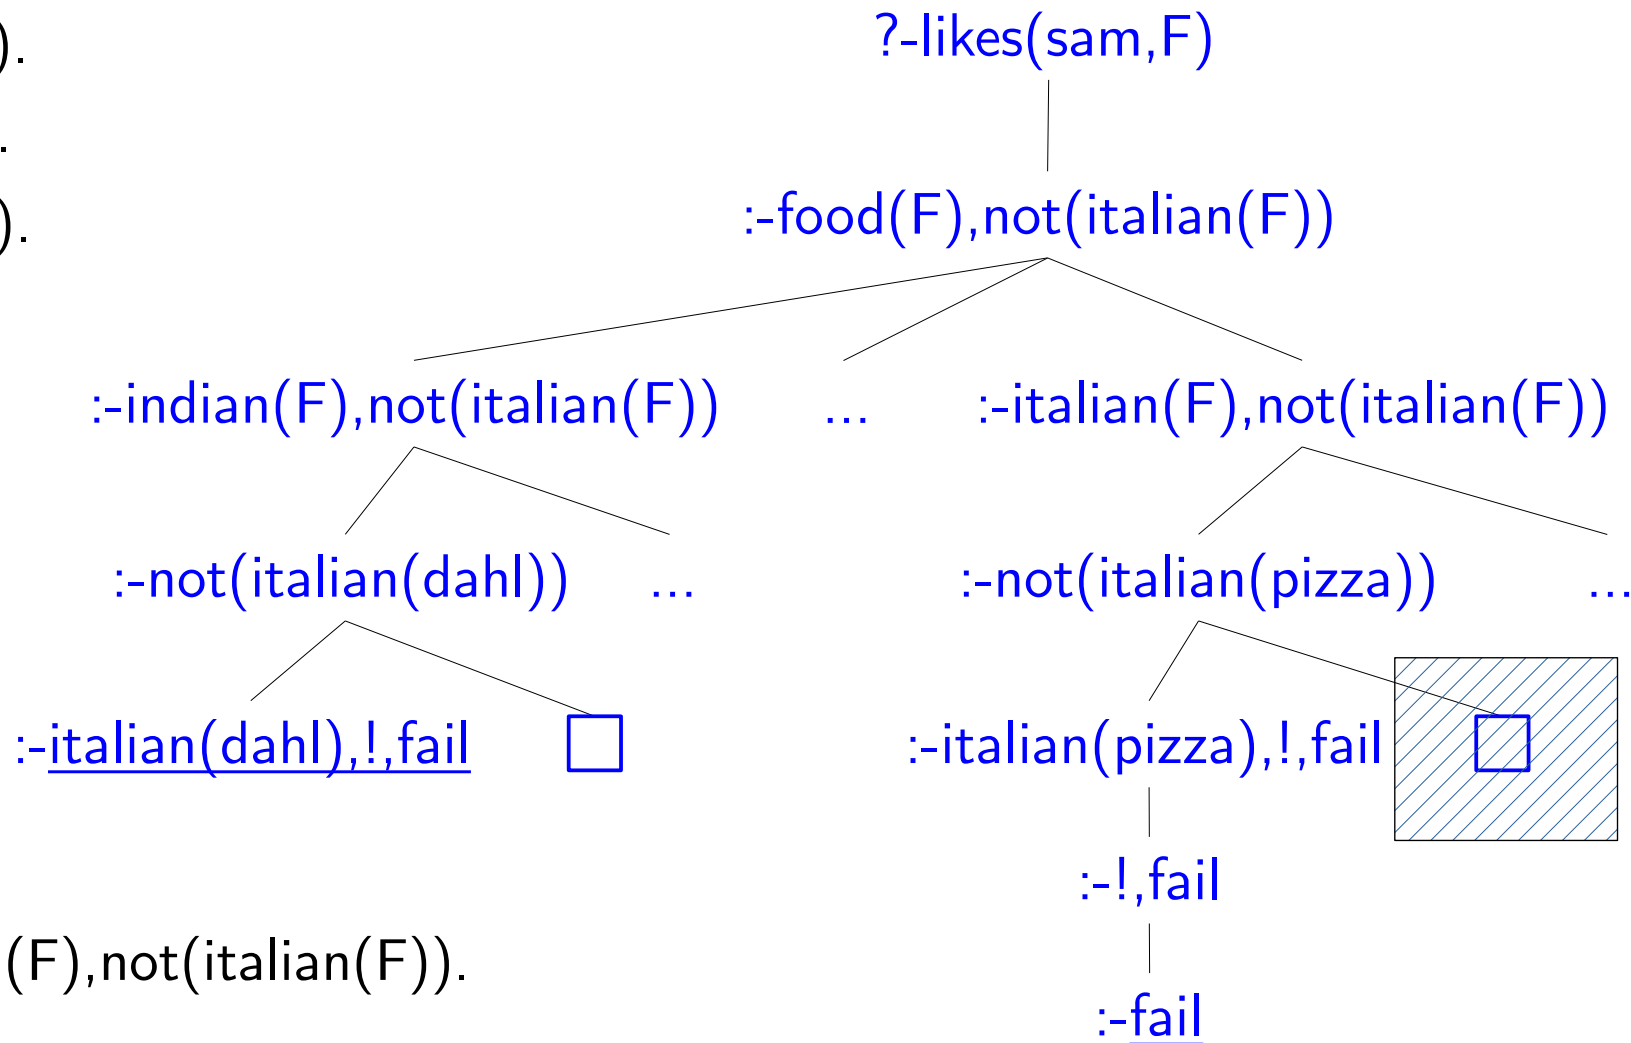 ).
?-likes(sam,F)
.
).
:-food(F),not(italian(F))
:-indian(F),not(italian(F)) ... :-italian(F),not(italian(F))
:-not(italian(dahl)) ... :-not(italian(pizza)) ...
:-italian(dahl),!,fail :-italian(pizza),!,fail
:-!,fail
(F),not(italian(F)).
:-fail